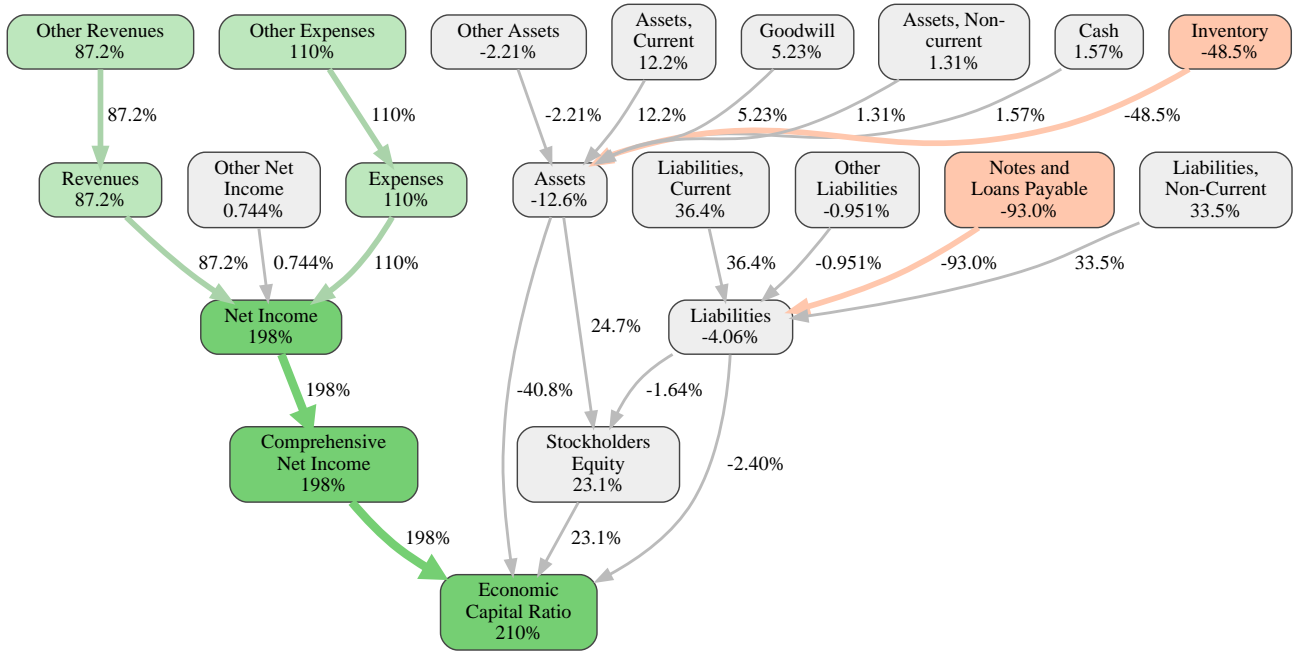 Other Revenues
87.2%
Other Expenses
110%
Other Assets
-2.21%
Assets,
Current
12.2%
Goodwill
5.23%
Assets, Non-
current
1.31%
Cash
1.57%
Inventory
-48.5%
87.2%
110%
-2.21%
12.2%
5.23%
1.31%
1.57%
-48.5%
Revenues
87.2%
Other Net
Income
0.744%
Expenses
110%
Assets
-12.6%
Liabilities,
Current
36.4%
Other
Liabilities
-0.951%
Notes and
Loans Payable
-93.0%
Liabilities,
Non-Current
33.5%
87.2%
0.744%
110%
36.4%
-0.951%
-93.0%
33.5%
Net Income
198%
24.7%
Liabilities
-4.06%
198%
-40.8%
-1.64%
Comprehensive
Net Income
198%
Stockholders
Equity
23.1%
-2.40%
198%
23.1%
Economic
Capital Ratio
210%